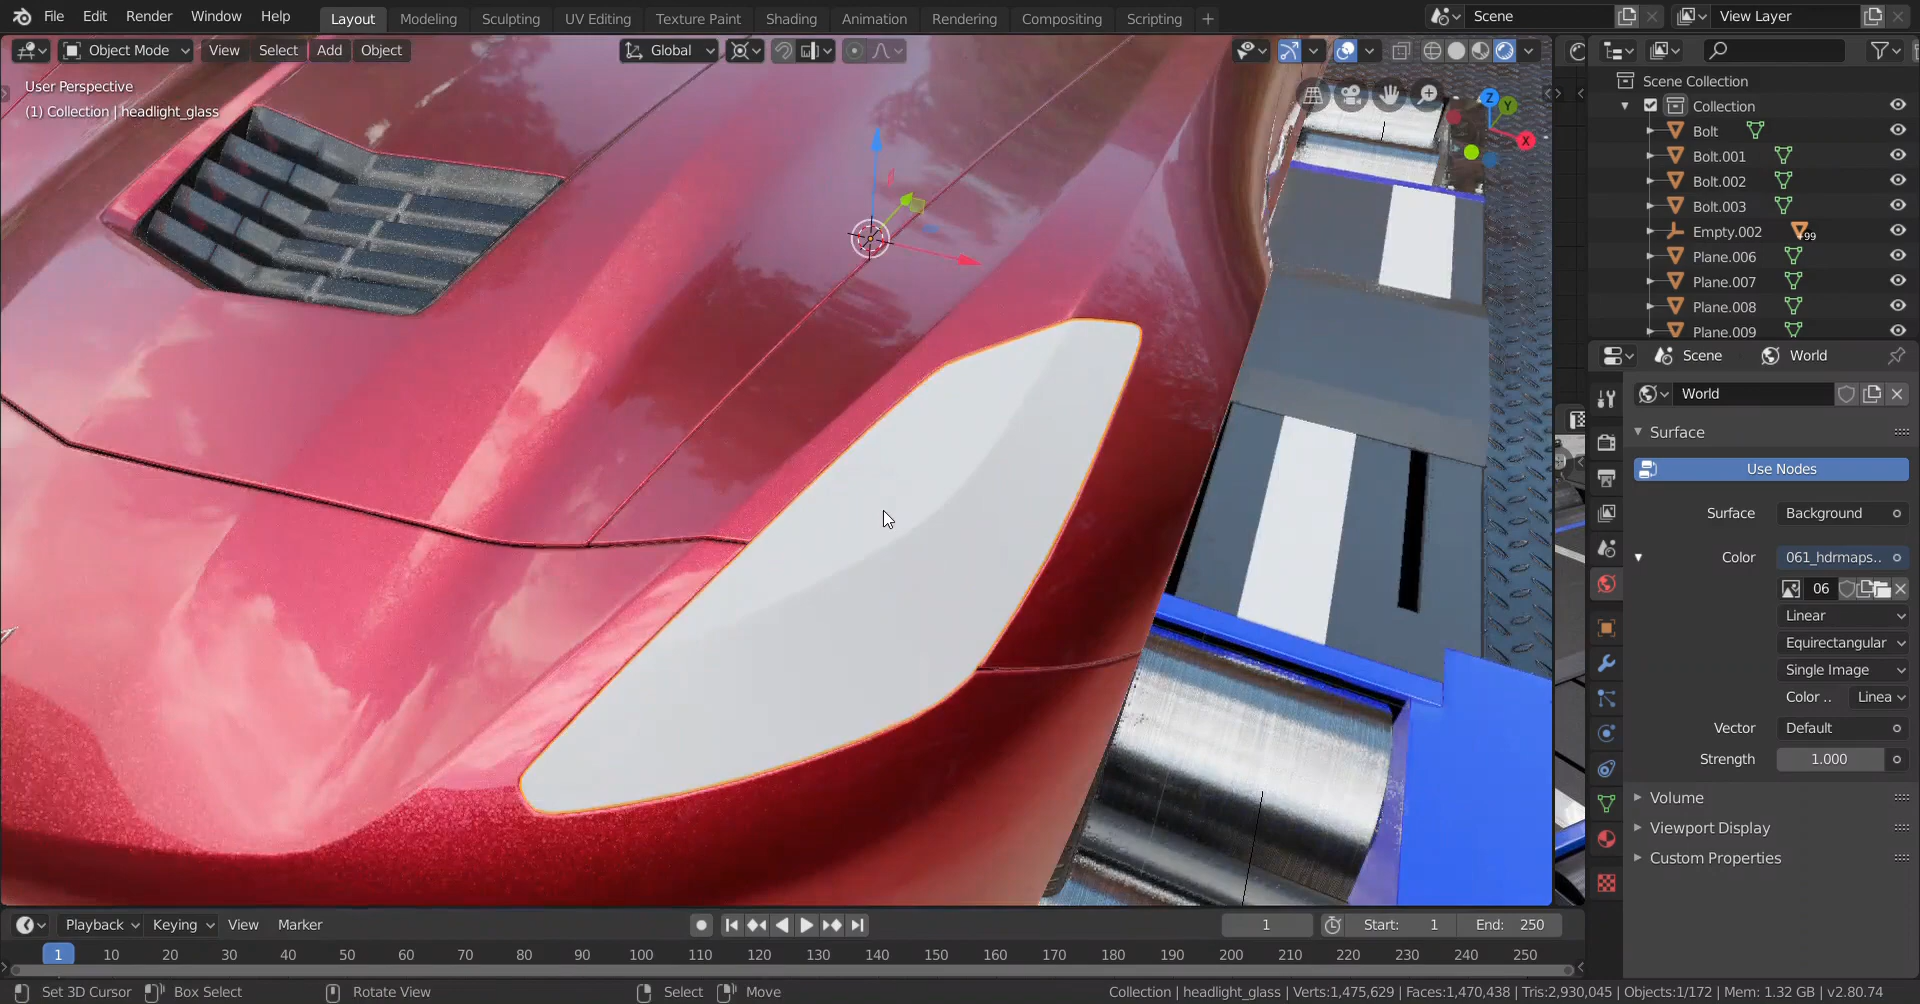 File Edit Render Window Help Layout Modeling Sculpting UV Editing Texture Paint Shading Animation Rendering Compositing Scripting + Scene View Layer
Object Mode View Select Add Object Global
User Perspective
(1) Collection | headlight_glass
Z
Y
X
Scene Collection
Collection
Bolt
Bolt.001
Bolt.002
Bolt.003
Empty.002 +99
Plane.006
Plane.007
Plane.008
Plane.009
Scene World
World
Surface
Use Nodes
Surface Background
Color 061_hdrmaps..
06
Linear
Equirectangular
Single Image
Color .. Linea
Vector Default
Strength 1.000
Volume
Viewport Display
Custom Properties
Playback Keying View Marker 1 Start: 1 End: 250
1 10 20 30 40 50 60 70 80 90 100 110 120 130 140 150 160 170 180 190 200 210 220 230 240 250
Set 3D Cursor Box Select Rotate View Select Move Collection | headlight_glass | Verts:1,475,629 | Faces:1,470,438 | Tris:2,930,045 | Objects:1/172 | Mem: 1.32 GB | v2.80.74